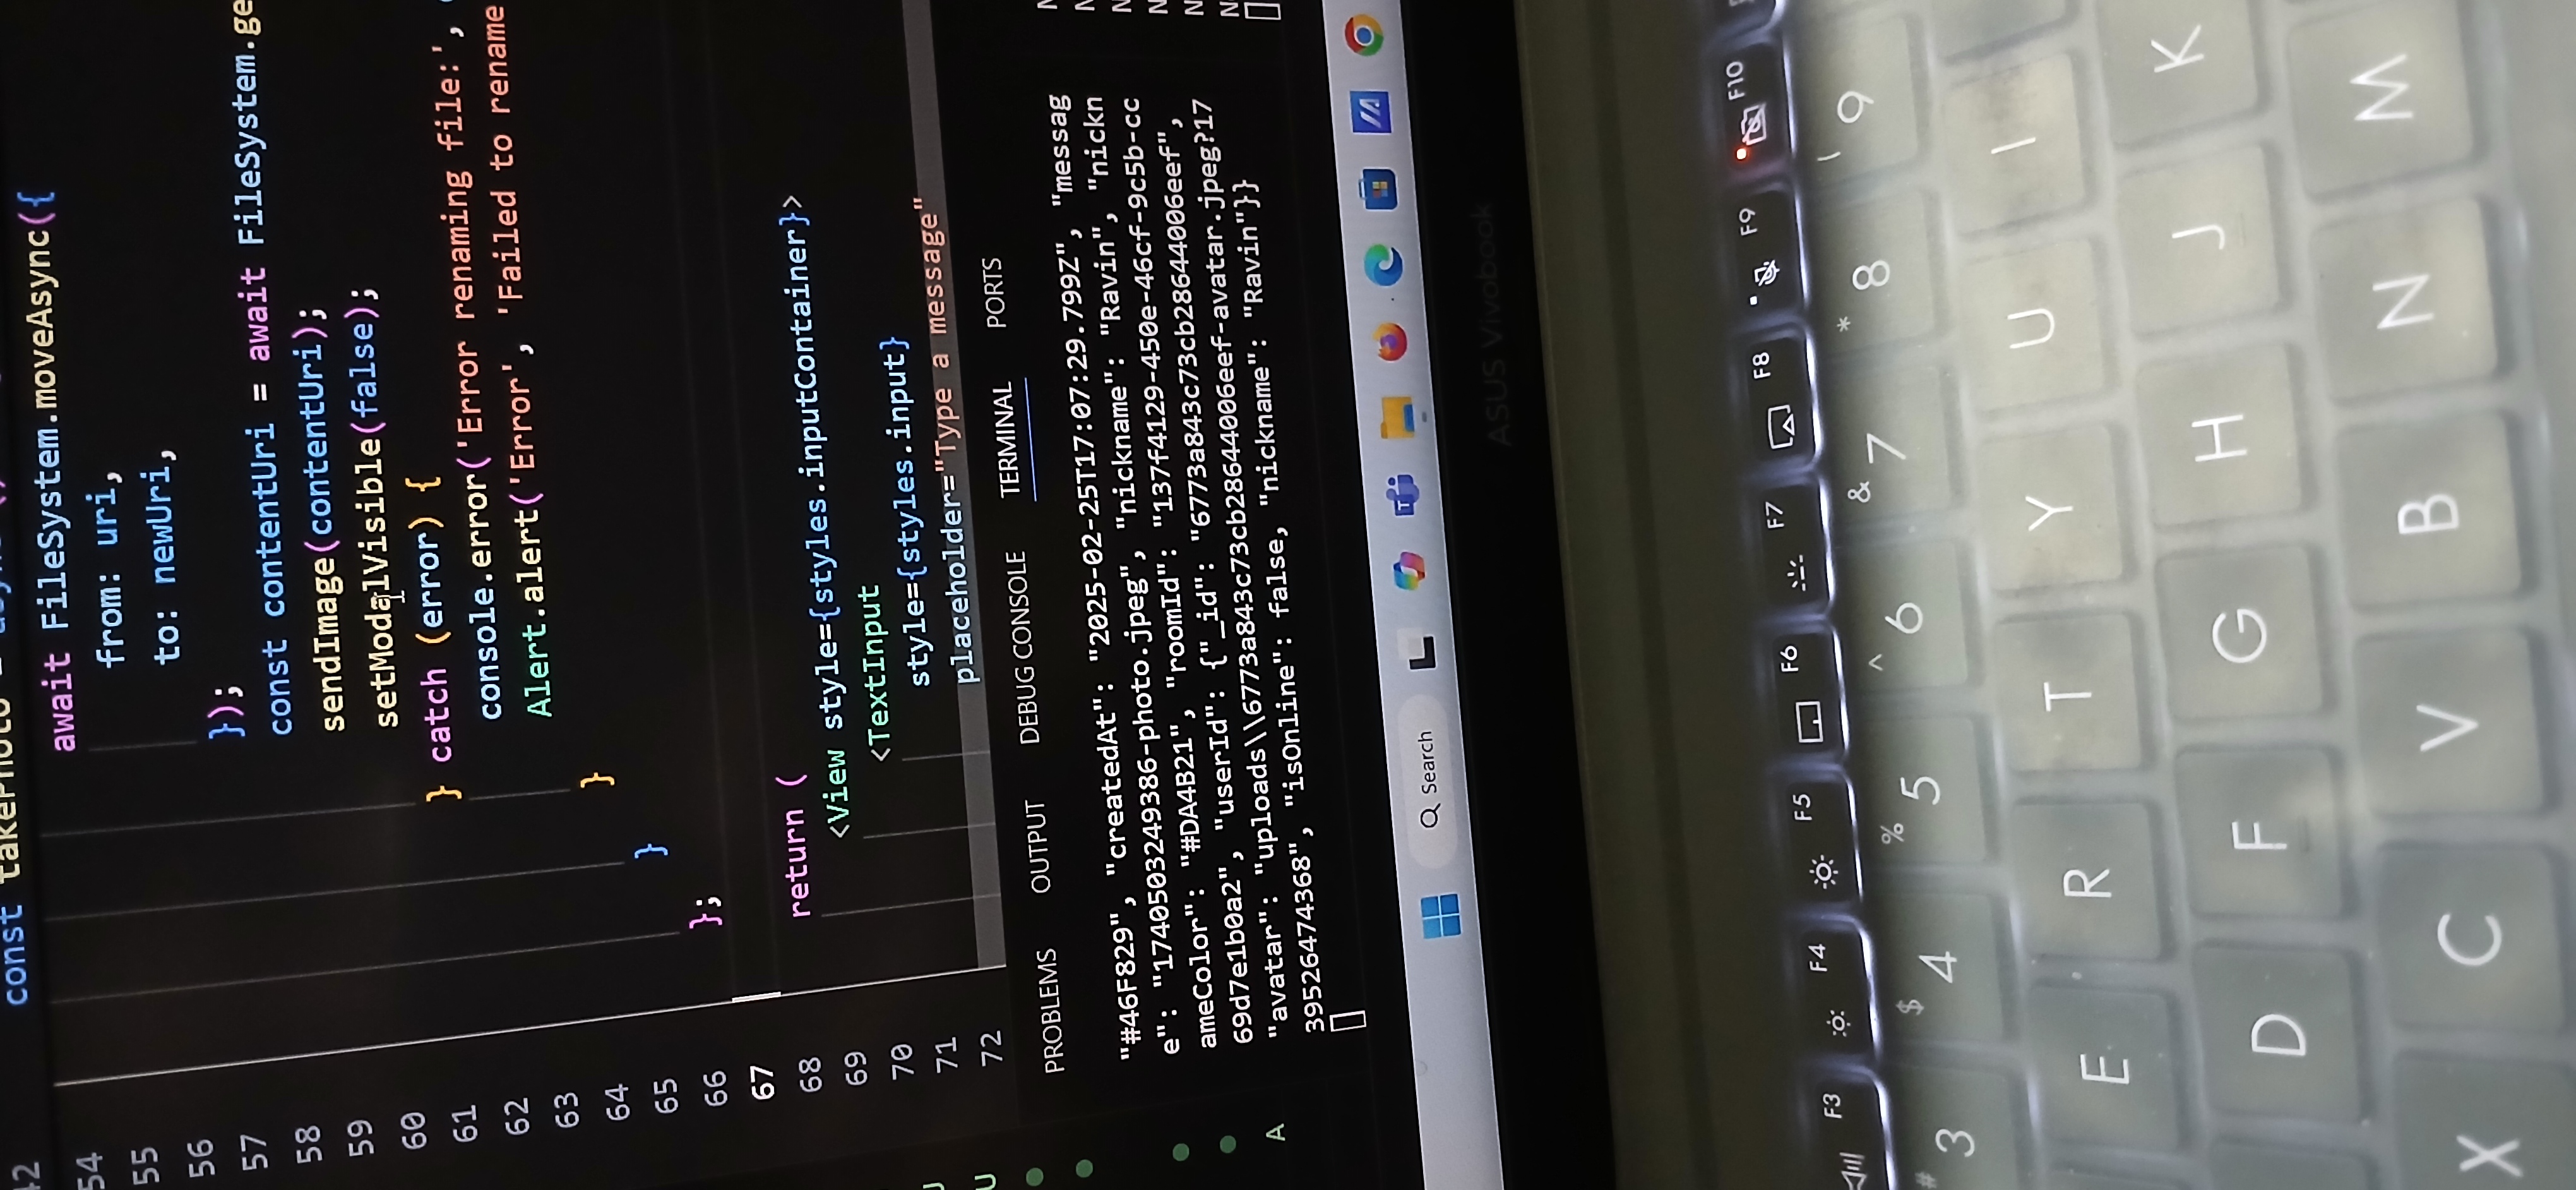 42 const takePhoto = async ()
54 await FileSystem.moveAsync({
55 from: uri,
56 to: newUri,
57 });
58 const contentUri = await FileSystem.ge
59 sendImage(contentUri);
60 setModalVisible(false);
61 } catch (error) {
62 console.error('Error renaming file:',
63 Alert.alert('Error', 'Failed to rename
64 }
65 }
66 };
67
68 return (
69 <View style={styles.inputContainer}>
70 <TextInput
71 style={styles.input}
72 placeholder="Type a message"
U
U
A
PROBLEMS OUTPUT DEBUG CONSOLE TERMINAL PORTS
"#46F829", "createdAt": "2025-02-25T17:07:29.799Z", "messag
e": "1740503249386-photo.jpeg", "nickname": "Ravin", "nickn
ameColor": "#DA4B21", "roomId": "137f4129-450e-46cf-9c5b-cc
69d7e1b0a2", "userId": {"_id": "6773a843c73cb28644006eef",
"avatar": "uploads\\6773a843c73cb28644006eef-avatar.jpeg?17
39526474368", "isOnline": false, "nickname": "Ravin"}}
Search
ASUS Vivobook
F3 F4 F5 F6 F7 F8 F9 F10
# 3 $ 4 % 5 ^ 6 & 7 * 8 ( 9
E R T Y U I
D F G H J K
X C V B N M